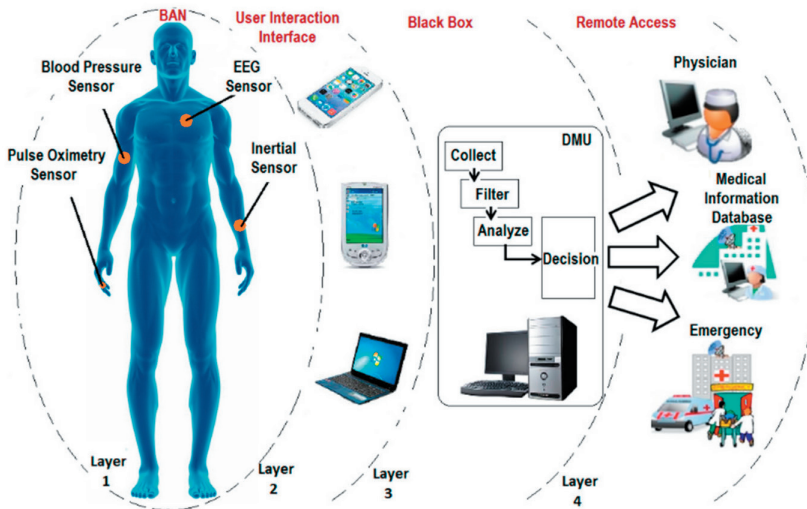 BAN
User Interaction
Interface
Black Box
Remote Access
Blood Pressure
Sensor
EEG
Sensor
Pulse Oximetry
Sensor
Inertial
Sensor
DMU
Collect
Filter
Analyze
Decision
Physician
Medical
Information
Database
Emergency
Layer
1
Layer
2
Layer
3
Layer
4